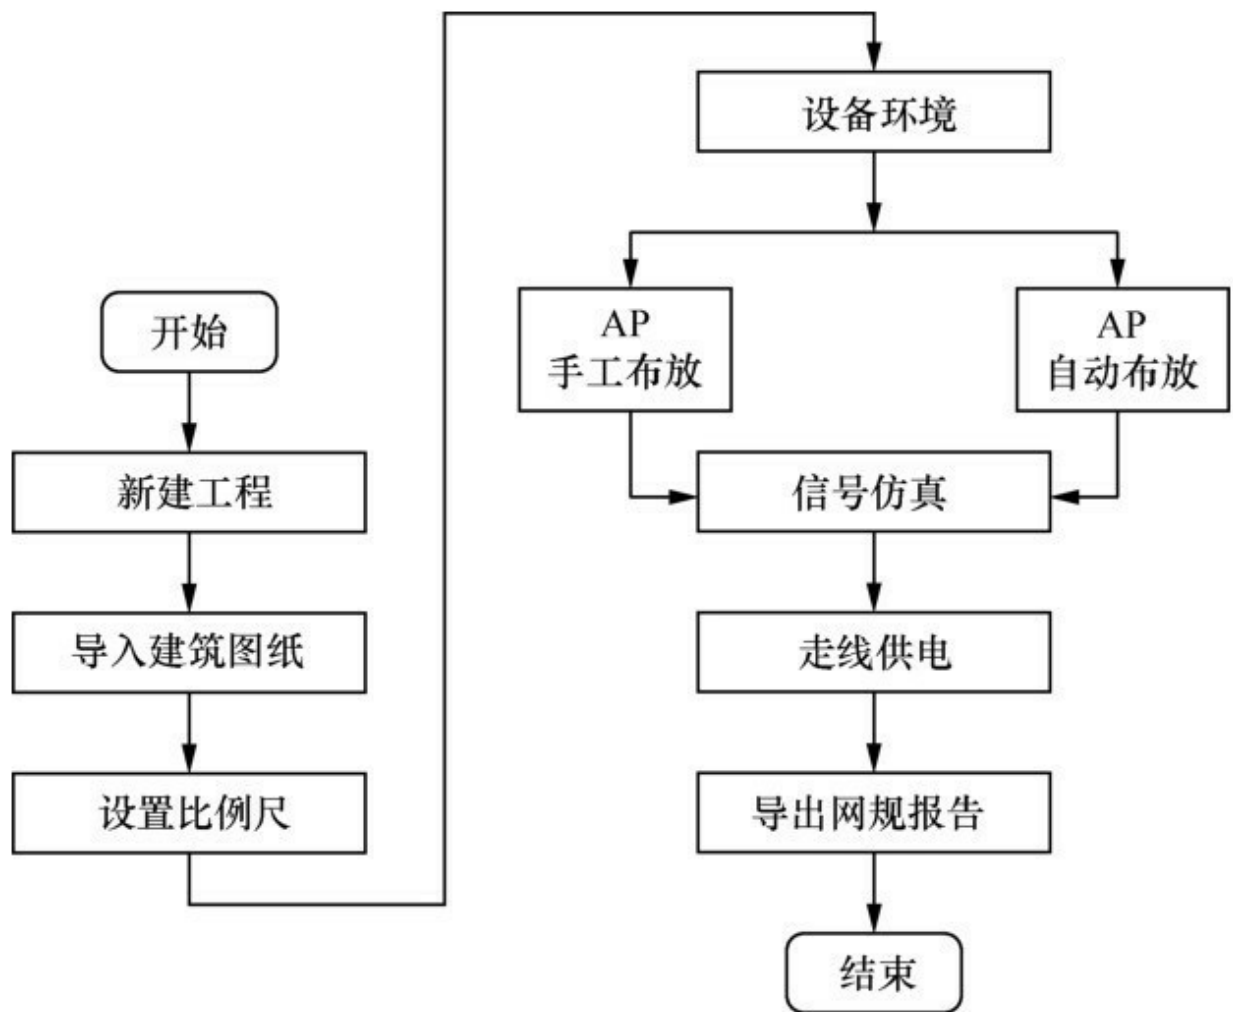 开始
新建工程
导入建筑图纸
设置比例尺
设备环境
AP
手工布放
AP
自动布放
信号仿真
走线供电
导出网规报告
结束